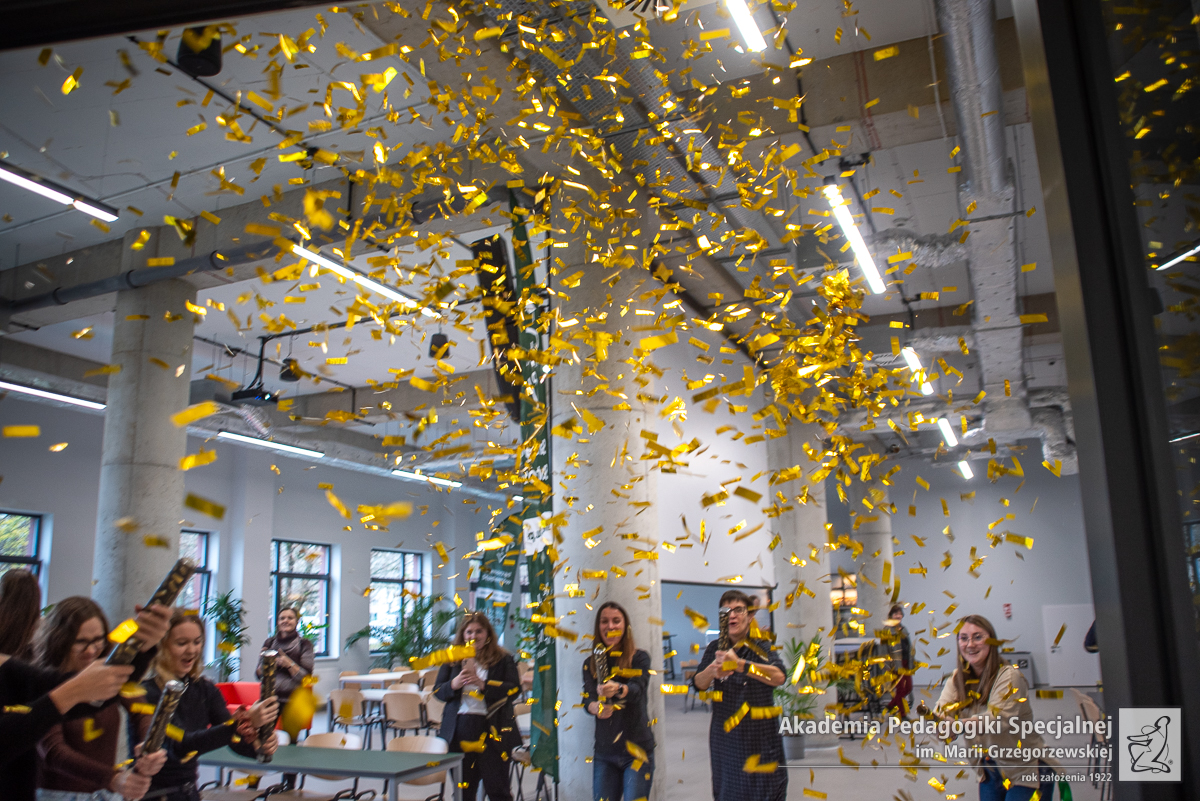 Akademia Pedagogiki Specjalnej
im. Marii Grzegorzewskiej
rok założenia 1922